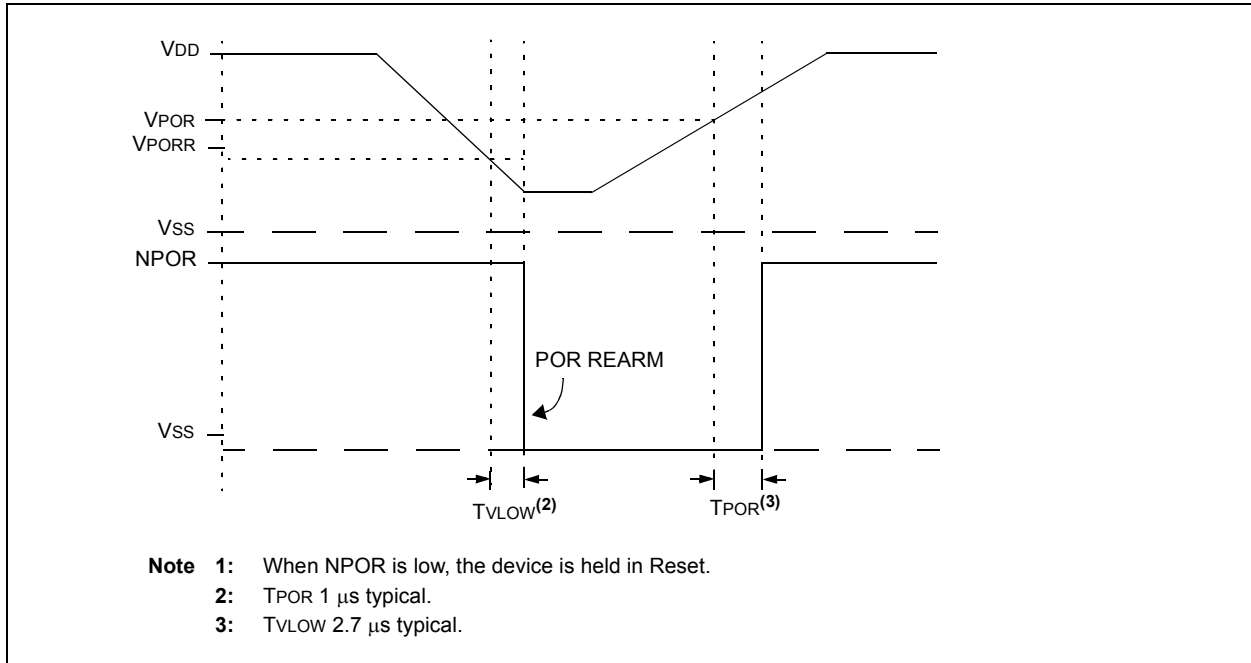 VDD
VPOR
VPORR
VSS
NPOR
POR REARM
VSS
TVLOW(2)
TPOR(3)
Note 1: When NPOR is low, the device is held in Reset.
2: TPOR 1 μs typical.
3: TVLOW 2.7 μs typical.